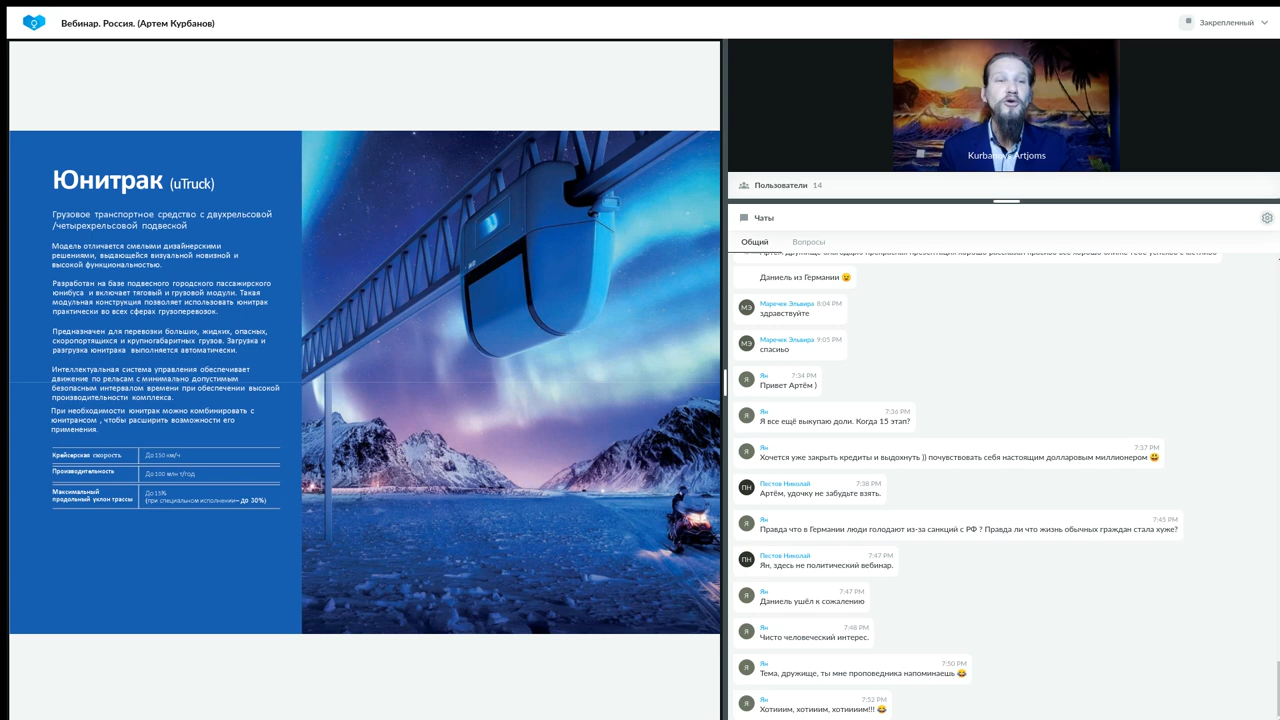 Вебинар. Россия. (Артем Курбанов)
Закрепленный
Юнитрак (uTruck)
Грузовое транспортное средство с двухрельсовой
/четырехрельсовой подвеской
Модель отличается смелыми дизайнерскими
решениями, выдающейся визуальной новизной и
высокой функциональностью.
Разработан на базе подвесного городского пассажирского
юнибуса и включает тяговый и грузовой модули. Такая
модульная конструкция позволяет использовать юнитрак
практически во всех сферах грузоперевозок.
Предназначен для перевозки больших, жидких, опасных,
скоропортящихся и крупногабаритных грузов. Загрузка и
разгрузка юнитрака выполняется автоматически.
Интеллектуальная система управления обеспечивает
движение по рельсам с минимально допустимым
безопасным интервалом времени при обеспечении высокой
производительности комплекса.
При необходимости юнитрак можно комбинировать с
юнитрансом , чтобы расширить возможности его
применения.
Крейсерская скорость До 150 км/ч
Производительность До 100 млн т/год
Максимальный
продольный уклон трассы
До 15%
(при специальном исполнении– до 30%)
Kurbanovs Artjoms
Пользователи 14
Чаты
Общий Вопросы
Даниель из Германии 😉
МЭ Маречек Эльвира 8:04 PM
здравствуйте
МЭ Маречек Эльвира 9:05 PM
спасиьо
Я Ян 7:34 PM
Привет Артём )
Я Ян 7:36 PM
Я все ещё выкупаю доли. Когда 15 этап?
Я Ян 7:37 PM
Хочется уже закрыть кредиты и выдохнуть )) почувствовать себя настоящим долларовым миллионером 😃
ПН Пестов Николай 7:38 PM
Артём, удочку не забудьте взять.
Я Ян 7:45 PM
Правда что в Германии люди голодают из-за санкций с РФ ? Правда ли что жизнь обычных граждан стала хуже?
ПН Пестов Николай 7:47 PM
Ян, здесь не политический вебинар.
Я Ян 7:47 PM
Даниель ушёл к сожалению
Я Ян 7:48 PM
Чисто человеческий интерес.
Я Ян 7:50 PM
Тема, дружище, ты мне проповедника напоминаешь 😂
Я Ян 7:52 PM
Хотииим, хотииим, хотиииим!!! 😂